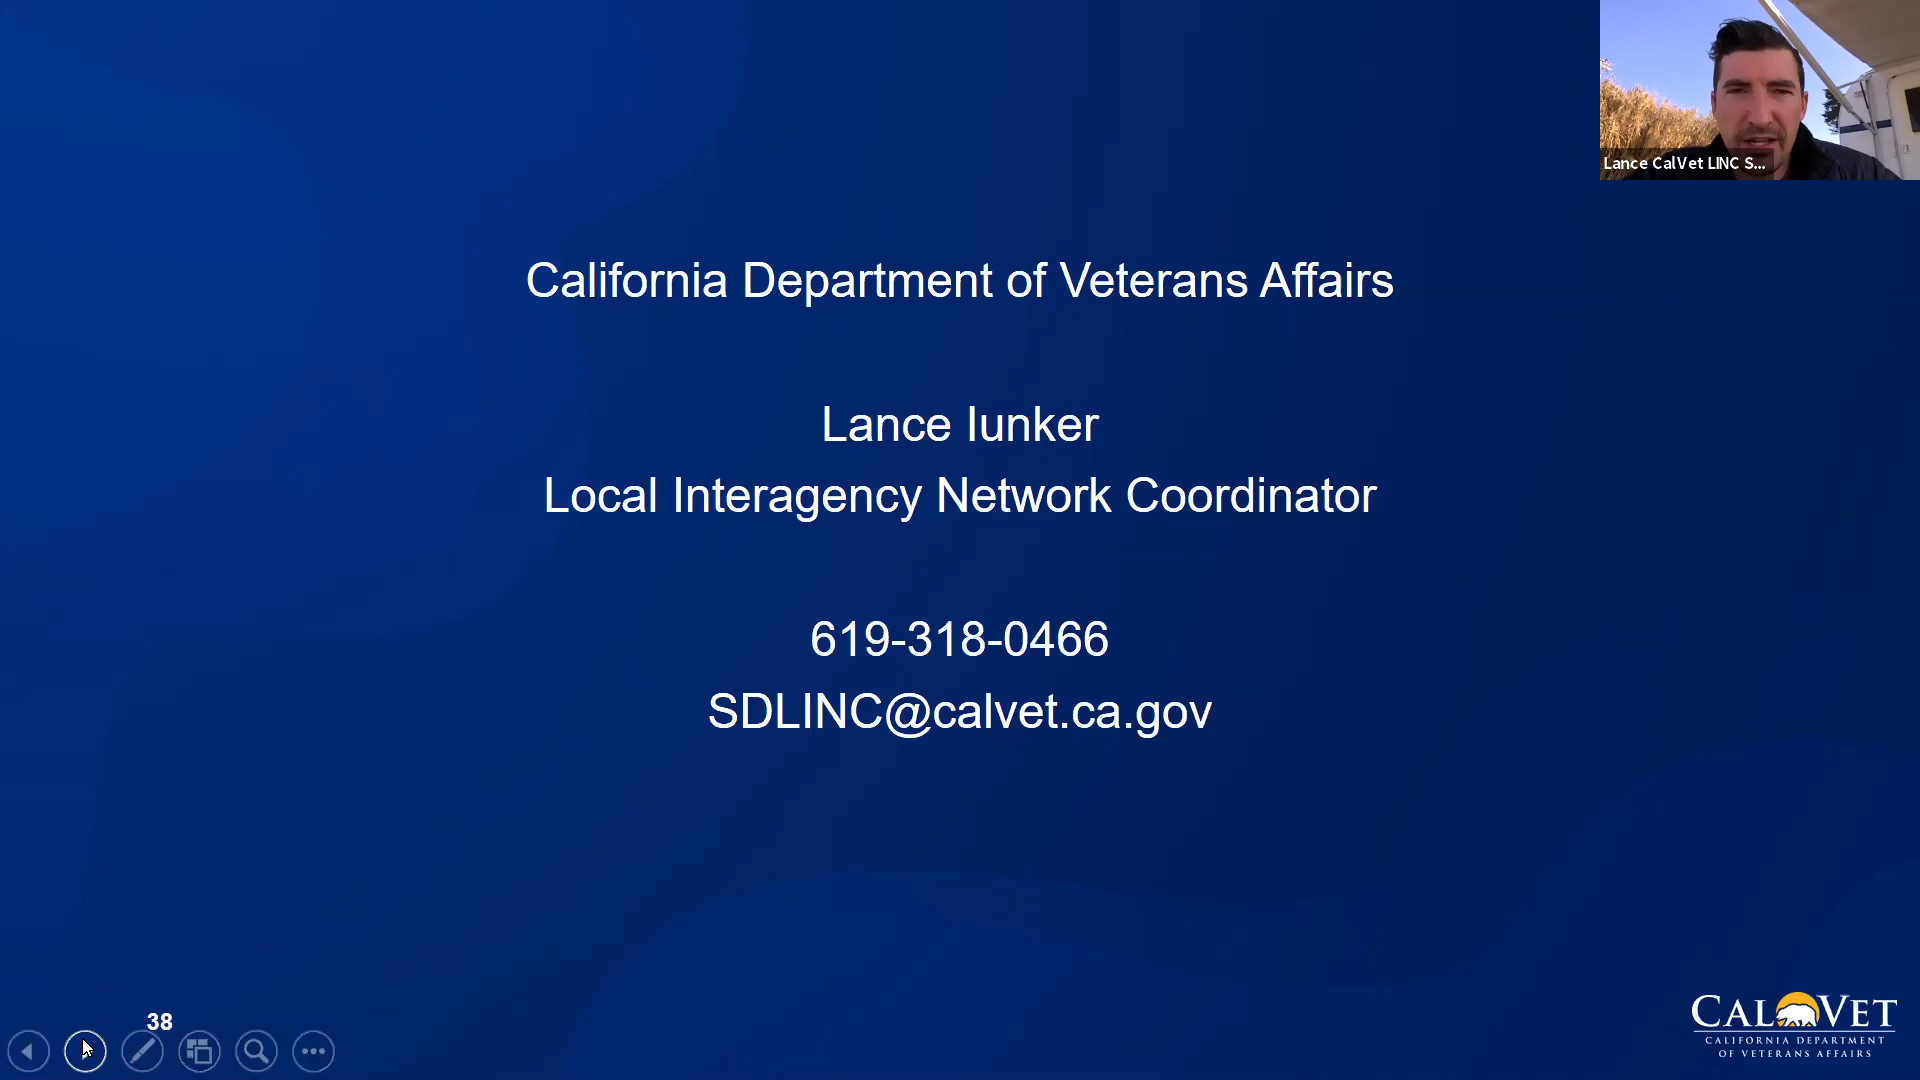 Lance CalVet LINC S...
California Department of Veterans Affairs
Lance Iunker
Local Interagency Network Coordinator
619-318-0466
SDLINC@calvet.ca.gov
38
CALVET
CALIFORNIA DEPARTMENT
OF VETERANS AFFAIRS